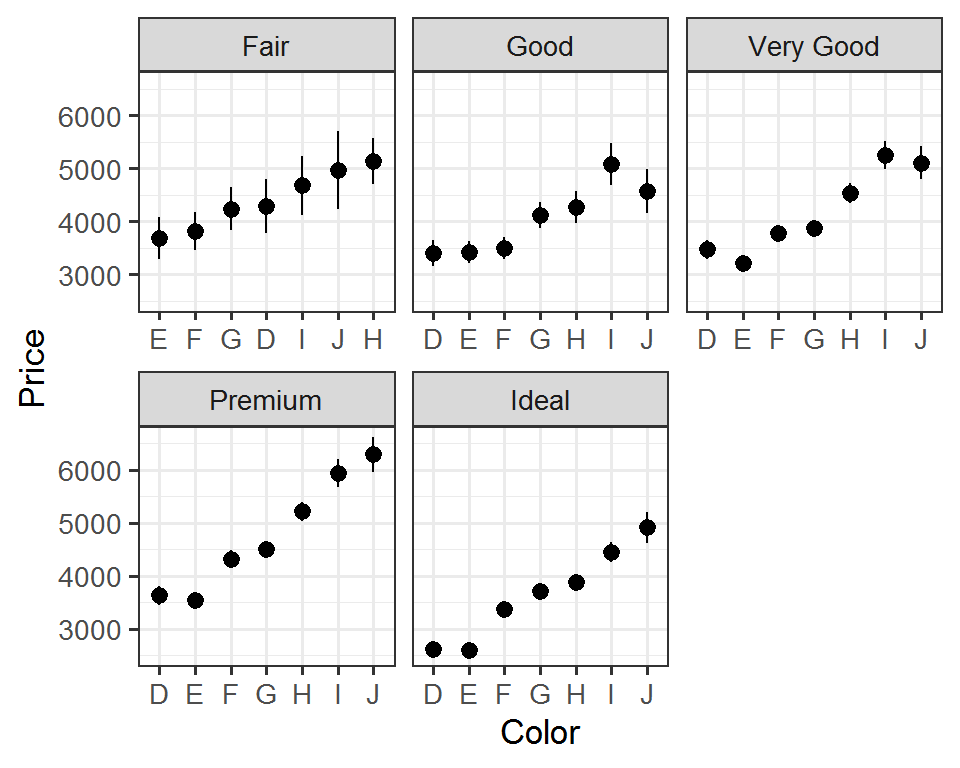 Fair Good Very Good
6000
5000
4000
3000
E F G D I J H D E F G H I J D E F G H I J
Price
Premium Ideal
6000
5000
4000
3000
D E F G H I J D E F G H I J
Color